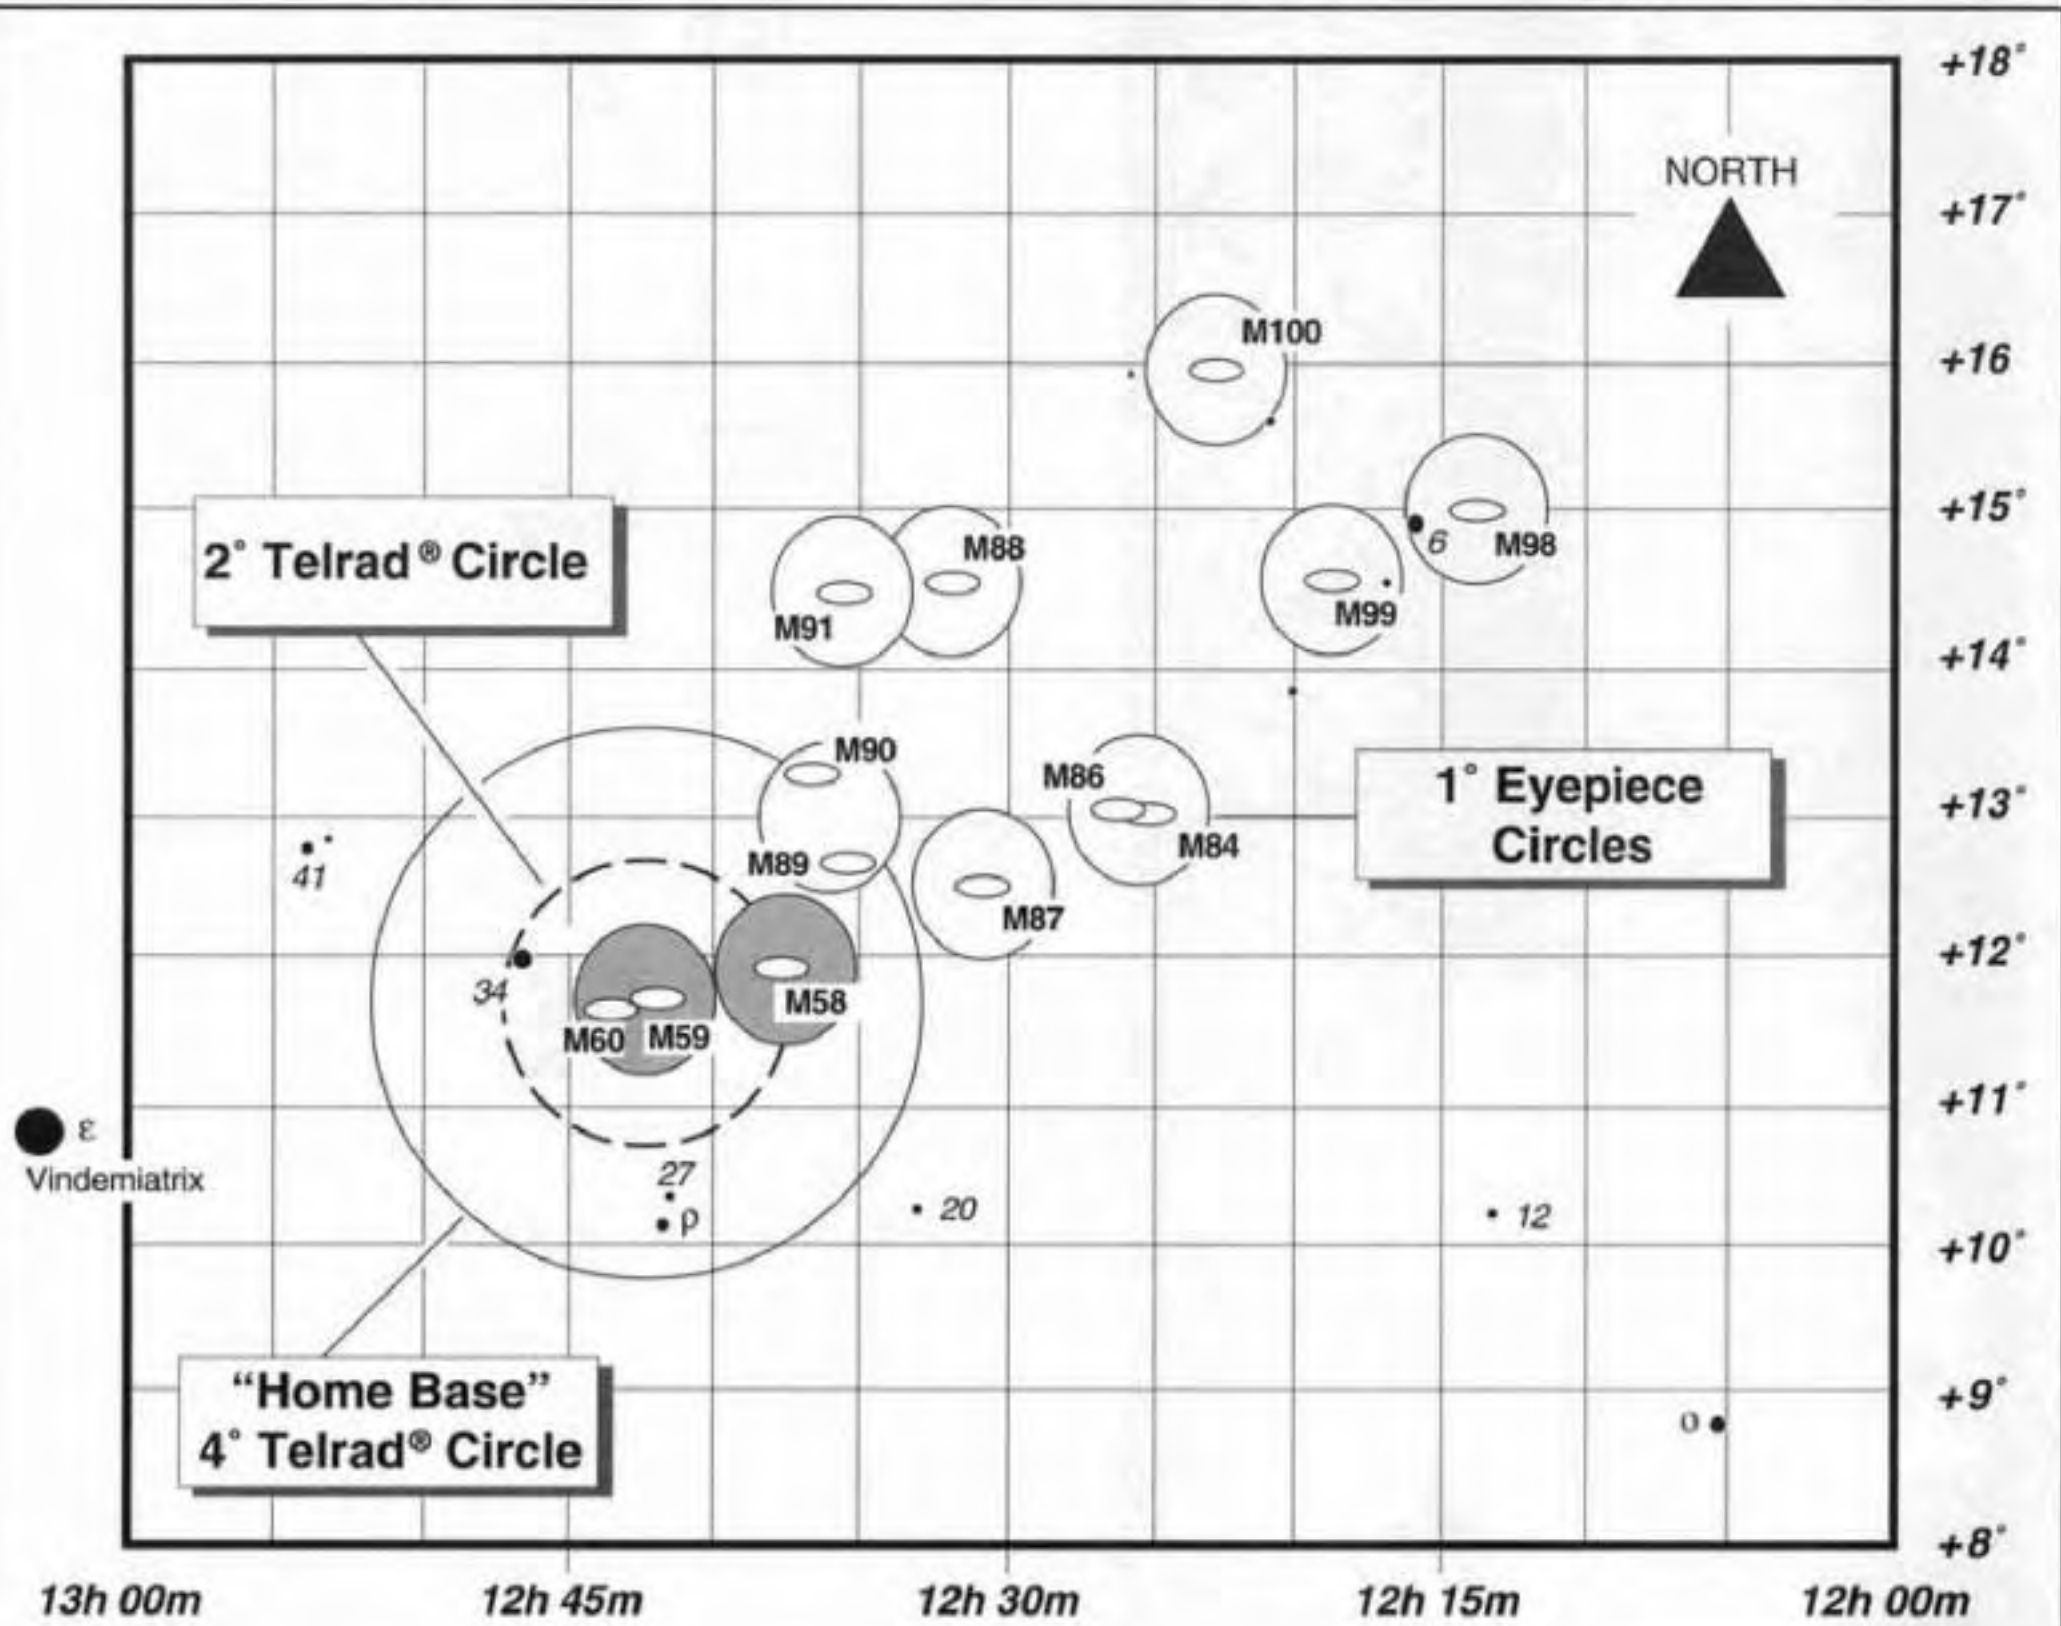 +18°
NORTH
+17°
M100
+16°
+15°
2° Telrad® Circle
M88
6
M98
M91
M99
+14°
M90
M86
1° Eyepiece
Circles
+13°
M89
M84
41
M87
+12°
34
M58
M60
M59
+11°
ε
Vindemiatrix
27
ρ
20
12
+10°
"Home Base"
4° Telrad® Circle
+9°
o
+8°
13h 00m
12h 45m
12h 30m
12h 15m
12h 00m